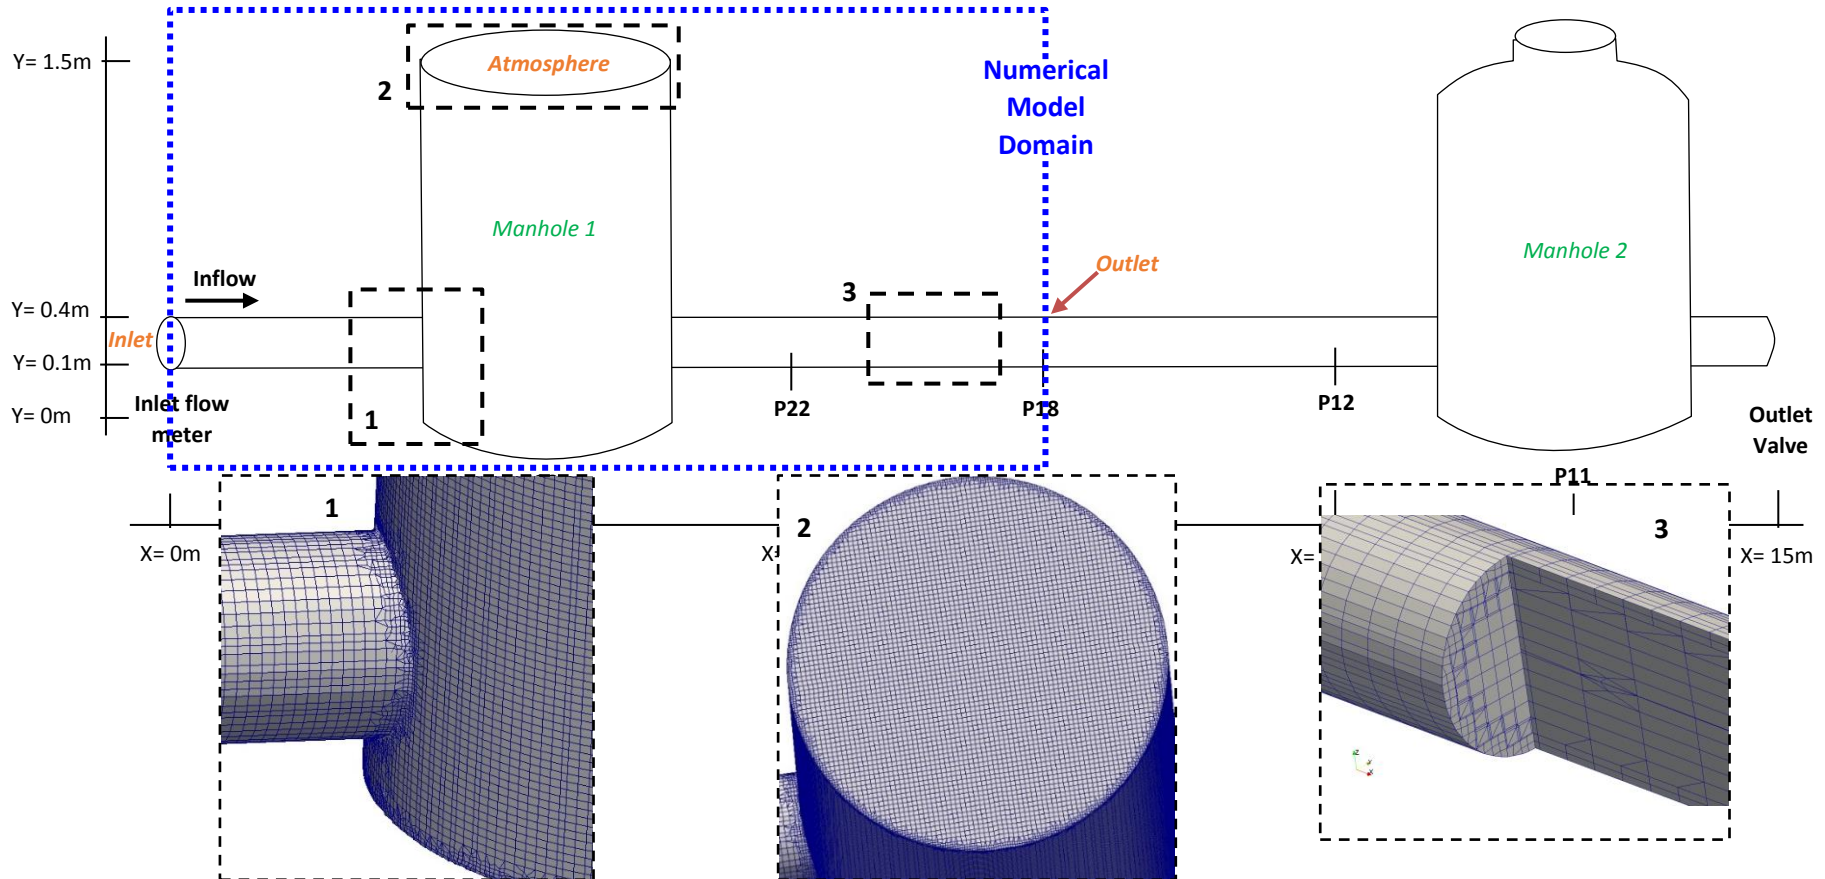 Y= 1.5m
Atmosphere
2
Numerical
Model
Domain
Manhole 1
Manhole 2
Inflow
Outlet
3
Y= 0.4m
Inlet
Y= 0.1m
Y= 0m
Inlet flow
meter
1
P22
P18
P12
Outlet
Valve
P11
1
2
3
X= 0m
X=
X=
X= 15m